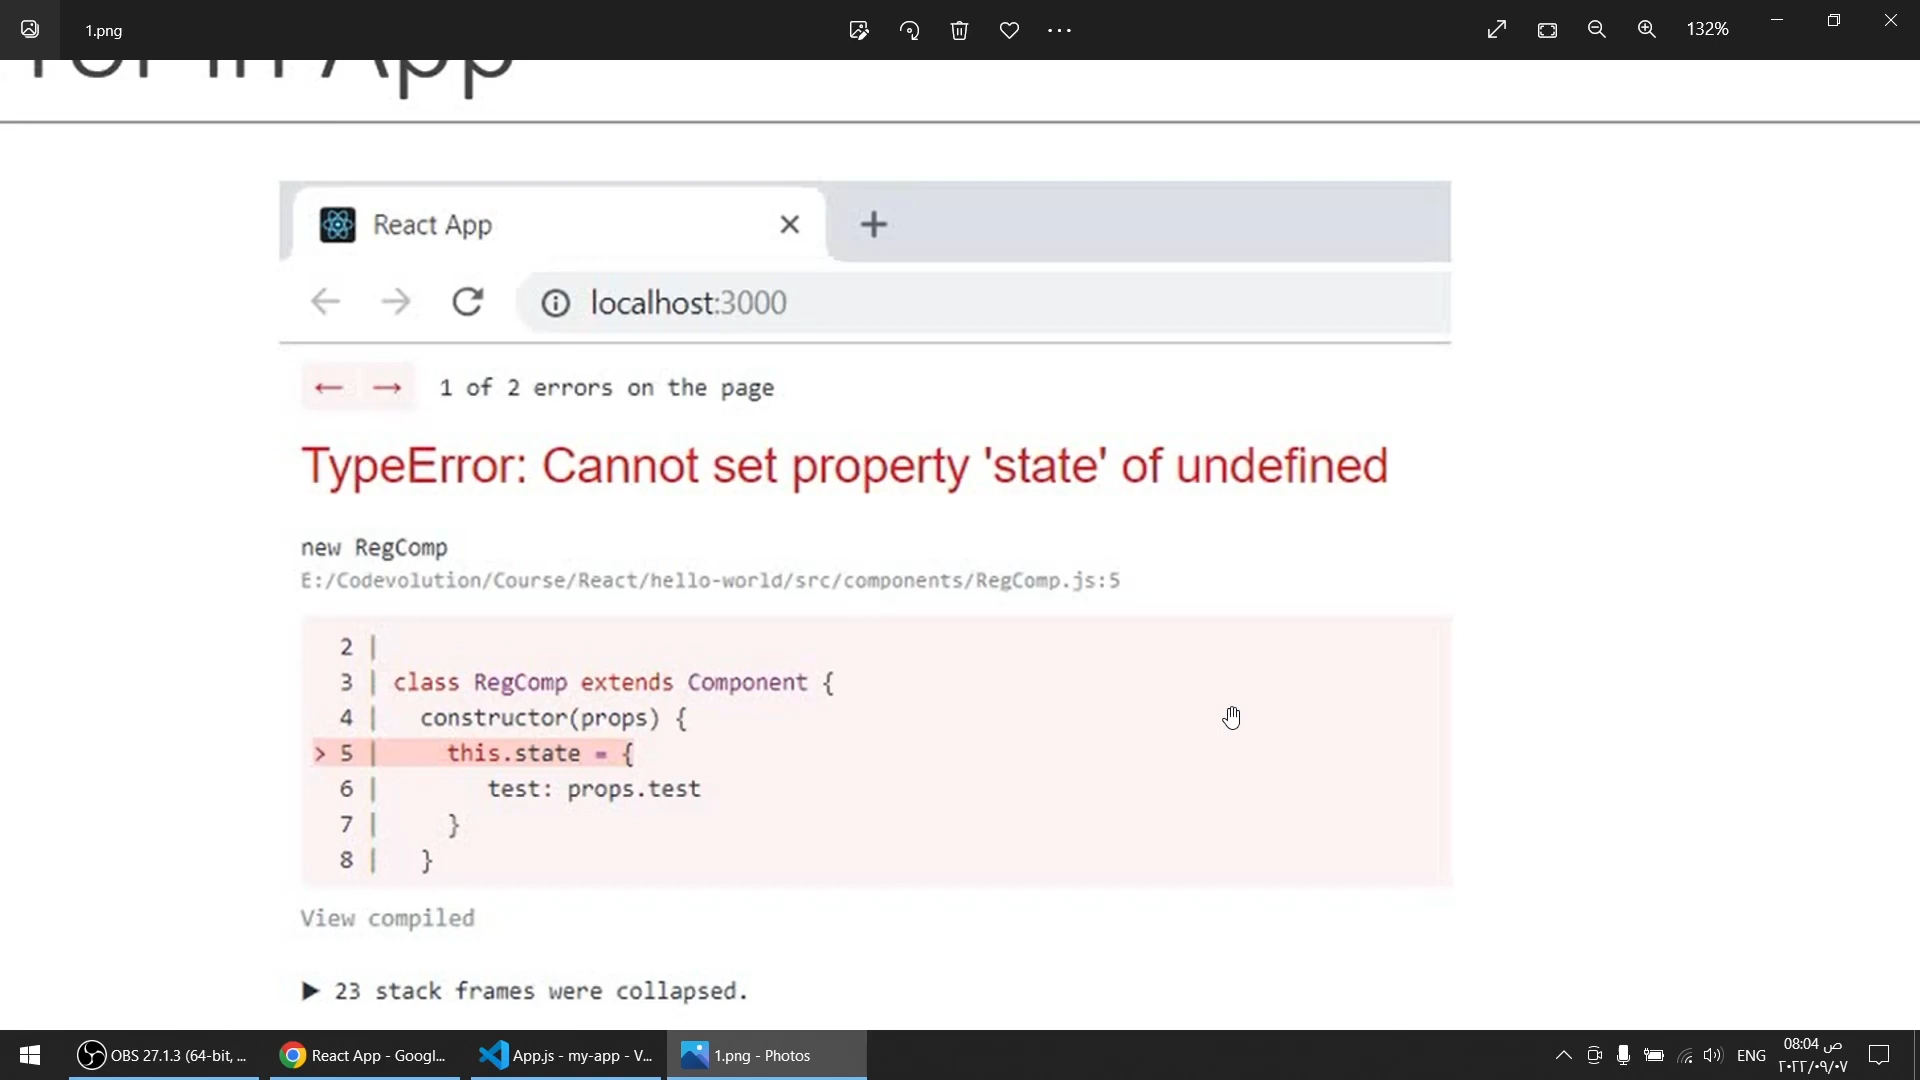 1.png
132%
ror in App
React App
localhost:3000
1 of 2 errors on the page
TypeError: Cannot set property 'state' of undefined
new RegComp
E:/Codevolution/Course/React/hello-world/src/components/RegComp.js:5
2 |
3 | class RegComp extends Component {
4 | constructor(props) {
> 5 | this.state = {
6 | test: props.test
7 | }
8 | }
View compiled
▶ 23 stack frames were collapsed.
OBS 27.1.3 (64-bit, ...
React App - Googl...
App.js - my-app - V...
1.png - Photos
ENG
08:04 ص
٢٠٢٢/٠٩/٠٧